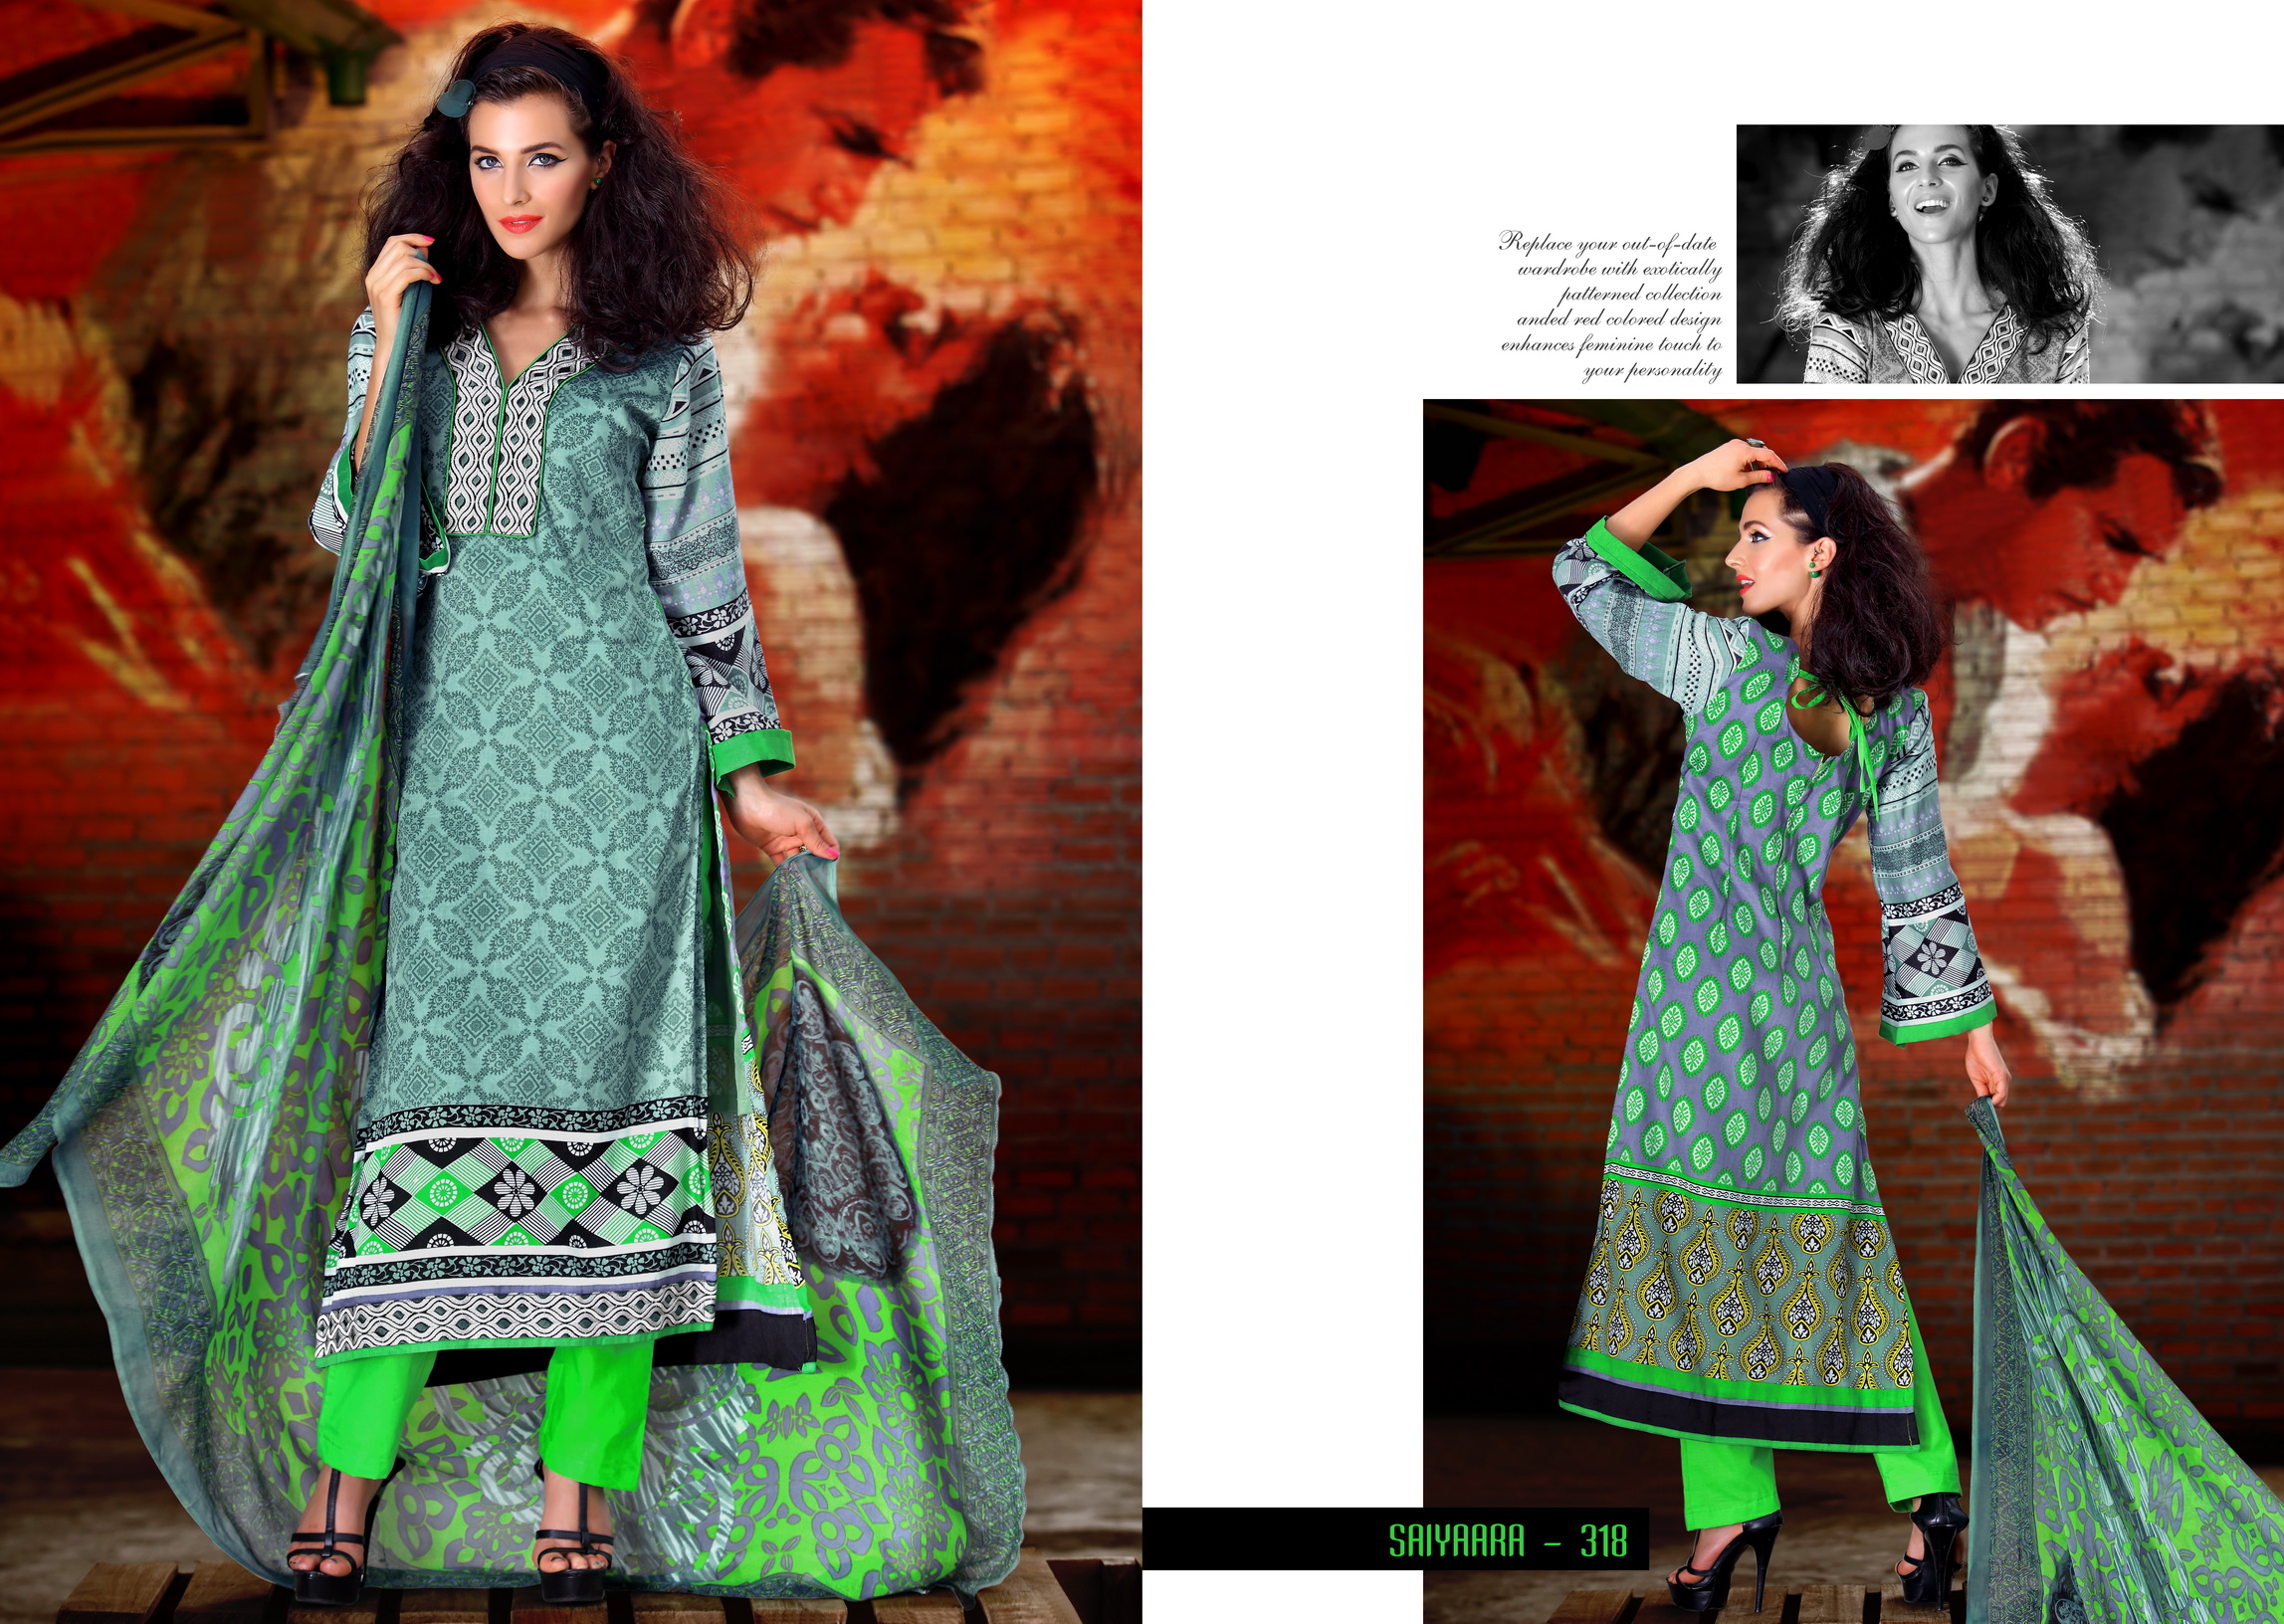 Replace your out-of-date
wardrobe with exotically
patterned collection
anded red colored design
enhances feminine touch to
your personality
SAIYAARA - 318